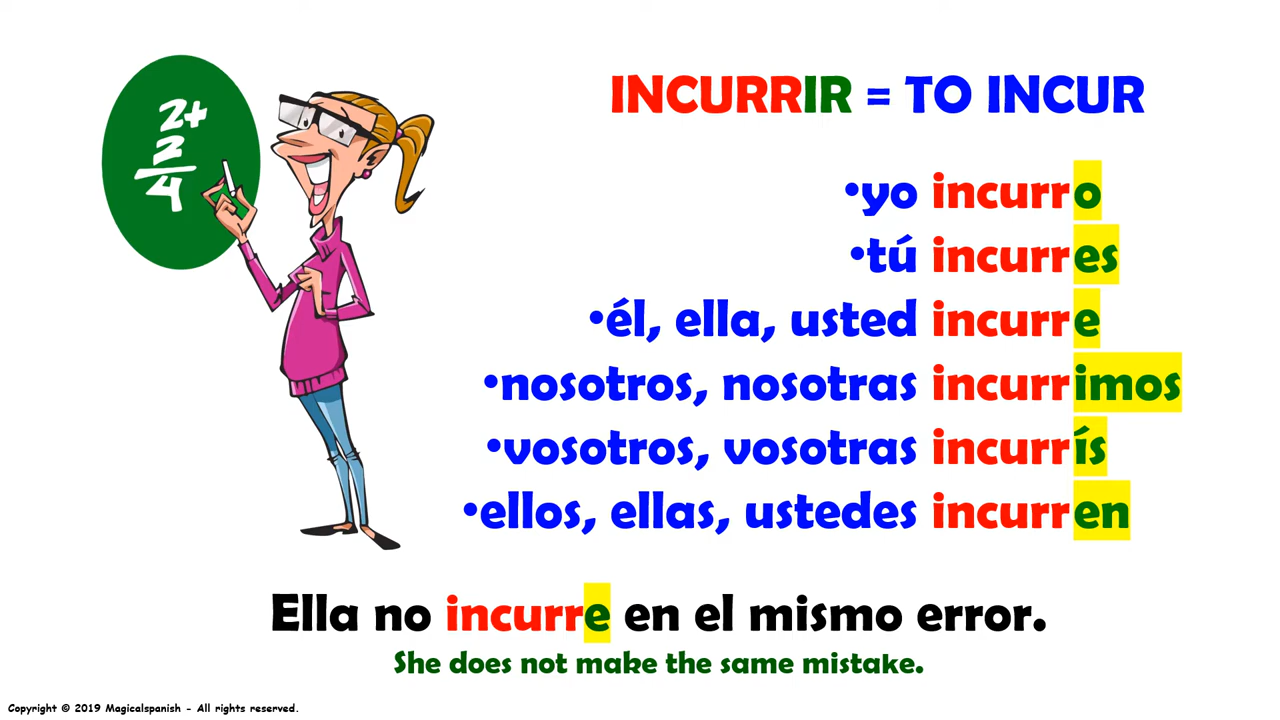 2+
2
4
INCURRIR = TO INCUR
•yo incurro
•tú incurres
•él, ella, usted incurre
•nosotros, nosotras incurrimos
•vosotros, vosotras incurrís
•ellos, ellas, ustedes incurren
Ella no incurre en el mismo error.
She does not make the same mistake.
Copyright © 2019 Magicalspanish - All rights reserved.